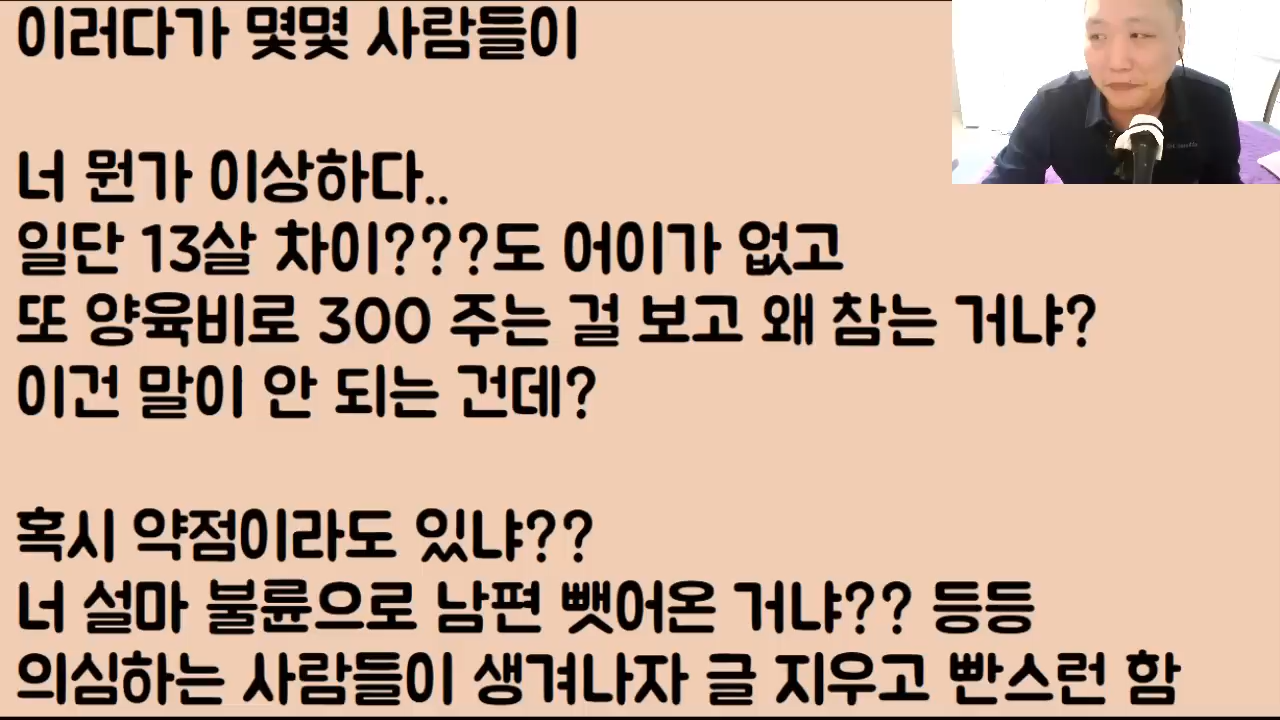 이러다가 몇몇 사람들이
너 뭔가 이상하다..
일단 13살 차이???도 어이가 없고
또 양육비로 300 주는 걸 보고 왜 참는 거냐?
이건 말이 안 되는 건데?
혹시 약점이라도 있냐??
너 설마 불륜으로 남편 뺏어온 거냐?? 등등
의심하는 사람들이 생겨나자 글 지우고 빤스런 함